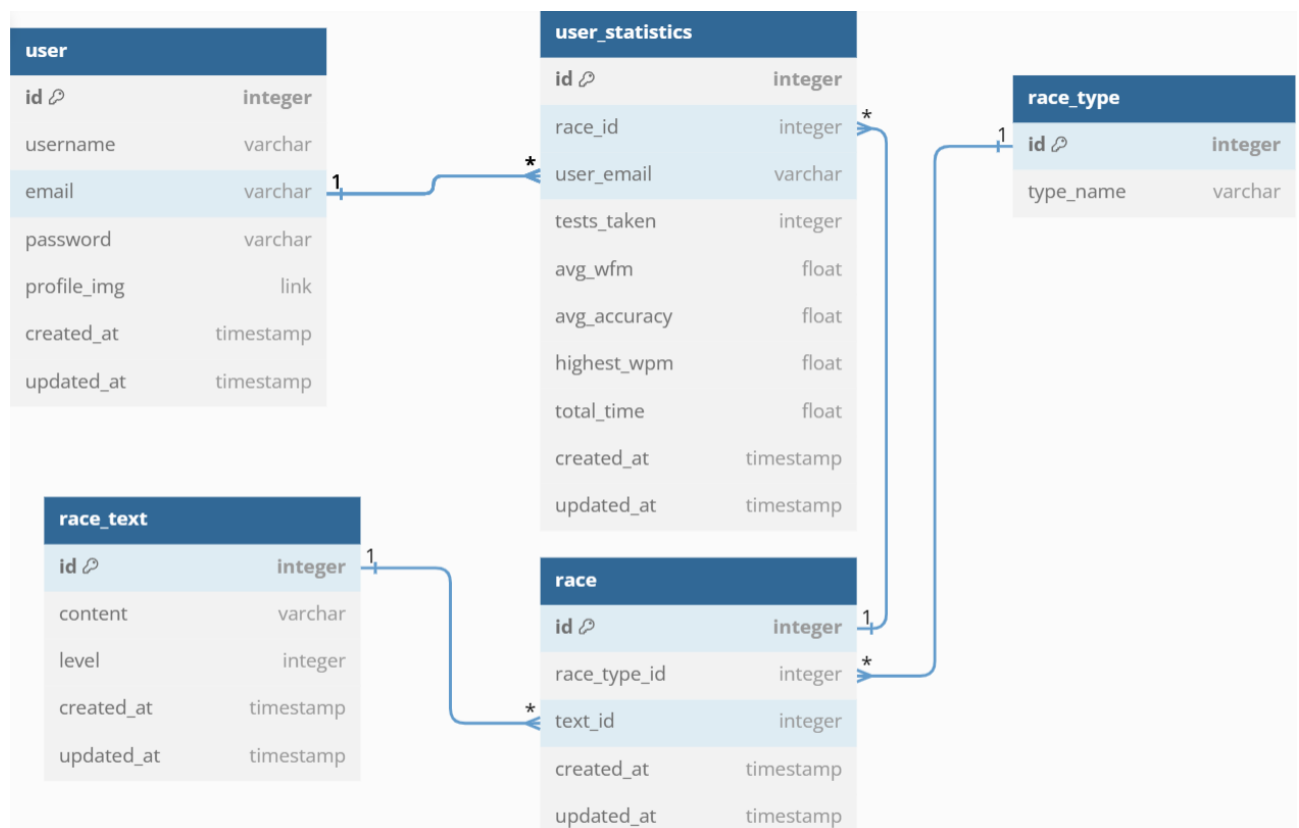 user
id integer
username varchar
email varchar
password varchar
profile_img link
created_at timestamp
updated_at timestamp
1
*
user_statistics
id integer
race_id integer
user_email varchar
tests_taken integer
avg_wfm float
avg_accuracy float
highest_wpm float
total_time float
created_at timestamp
updated_at timestamp
*
1
race_type
id integer
type_name varchar
race_text
id integer
content varchar
level integer
created_at timestamp
updated_at timestamp
1
*
race
id integer
race_type_id integer
text_id integer
created_at timestamp
updated_at timestamp
1
*